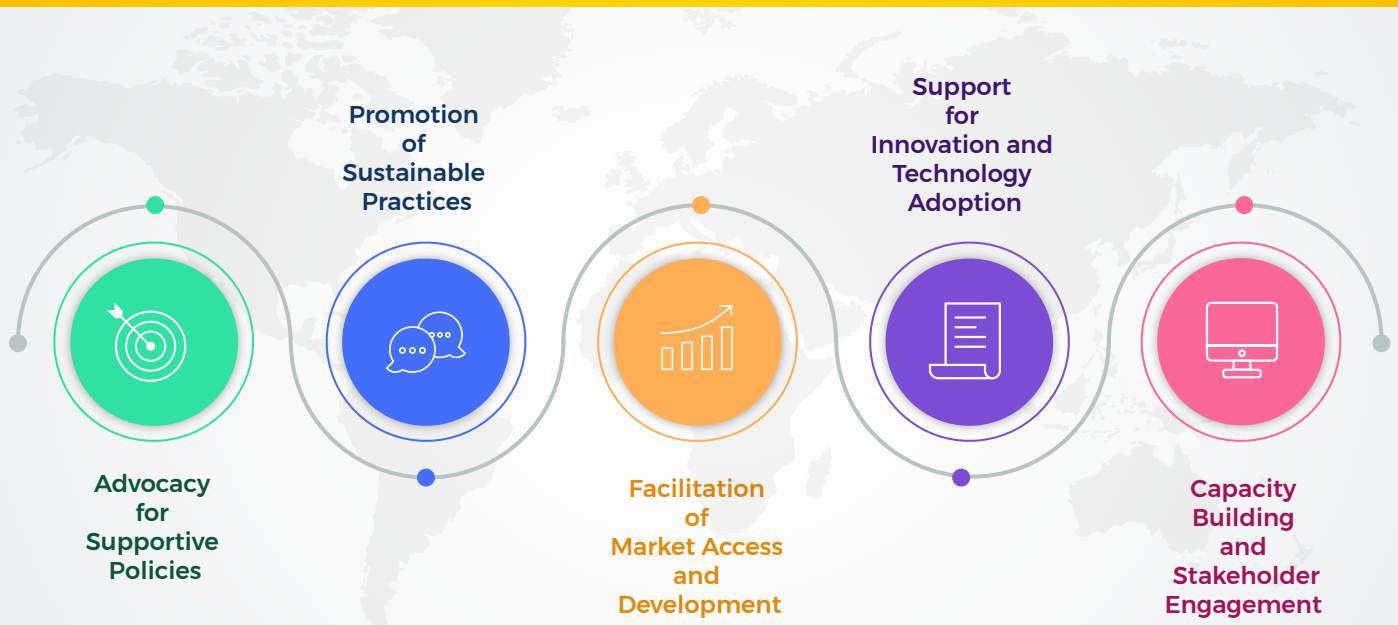 Advocacy
for
Supportive
Policies
Promotion
of
Sustainable
Practices
Facilitation
of
Market Access
and
Development
Support
for
Innovation and
Technology
Adoption
Capacity
Building
and
Stakeholder
Engagement